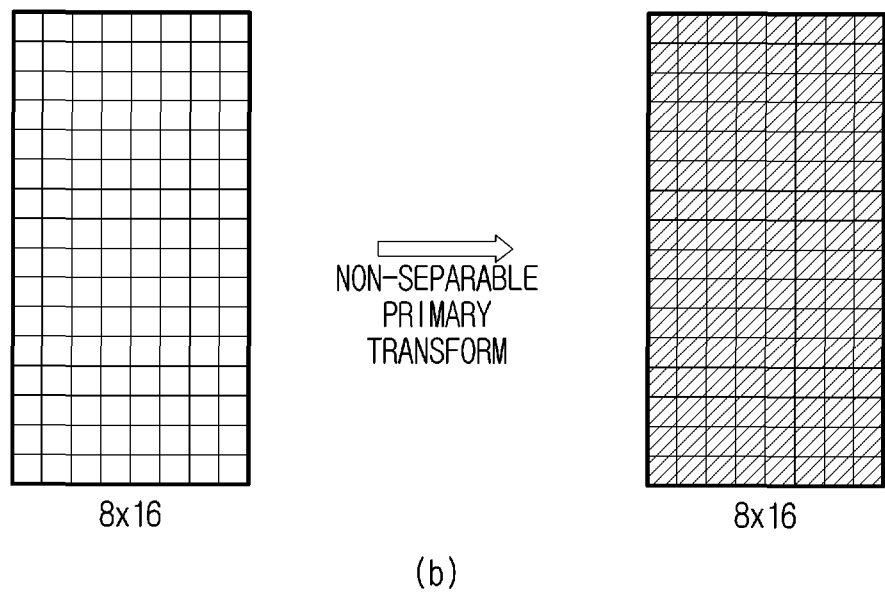 NON-SEPARABLE
PRIMARY
TRANSFORM
8x16
8x16
(b)